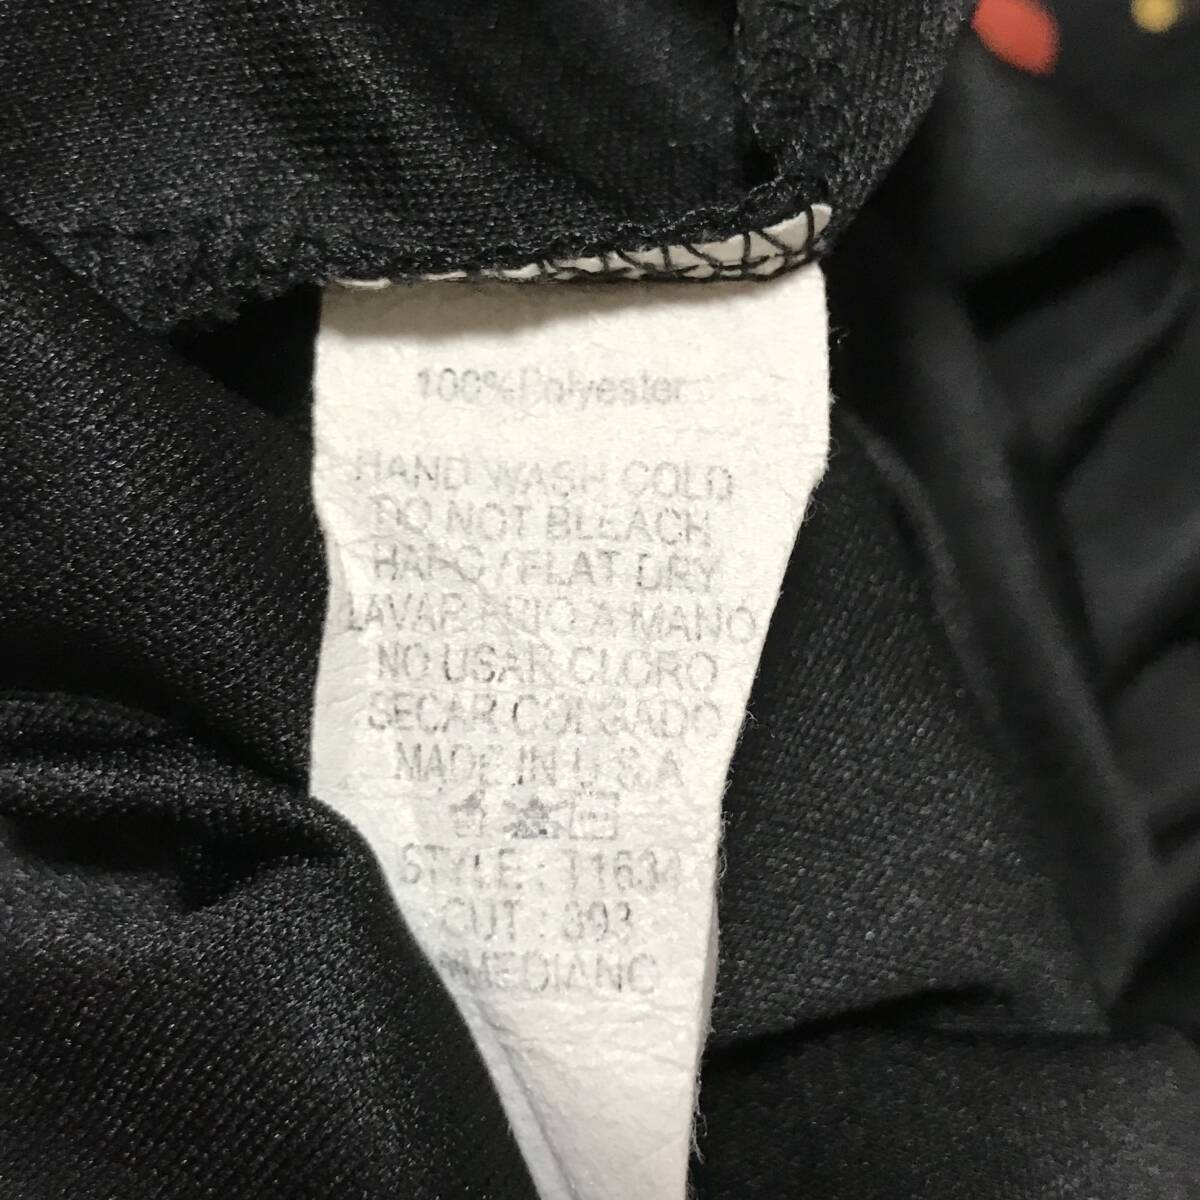 100% Polyester
HAND WASH COLD
DO NOT BLEACH
HANG / FLAT DRY
LAVAR FRIO A MANO
NO USAR CLORO
SECAR COLGADO
MADE IN U S A
STYLE : 11634
CUT : 393
MEDIANO